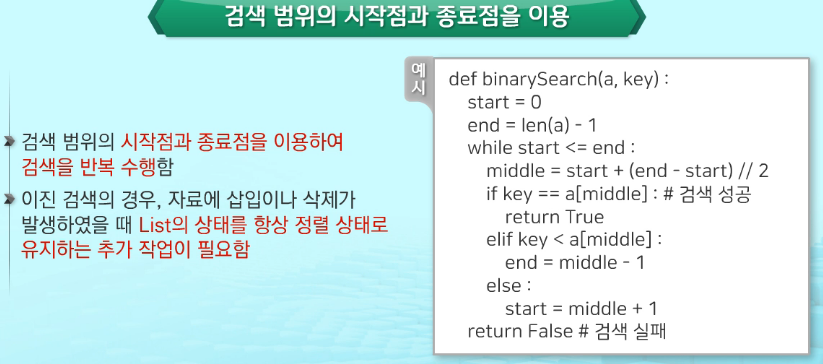 검색 범위의 시작점과 종료점을 이용
검색 범위의 시작점과 종료점을 이용하여
검색을 반복 수행함
이진 검색의 경우, 자료에 삽입이나 삭제가
발생하였을 때 List의 상태를 항상 정렬 상태로
유지하는 추가 작업이 필요함
예시
def binarySearch(a, key) :
start = 0
end = len(a) - 1
while start <= end :
middle = start + (end - start) // 2
if key == a[middle] : # 검색 성공
return True
elif key < a[middle] :
end = middle - 1
else :
start = middle + 1
return False # 검색 실패